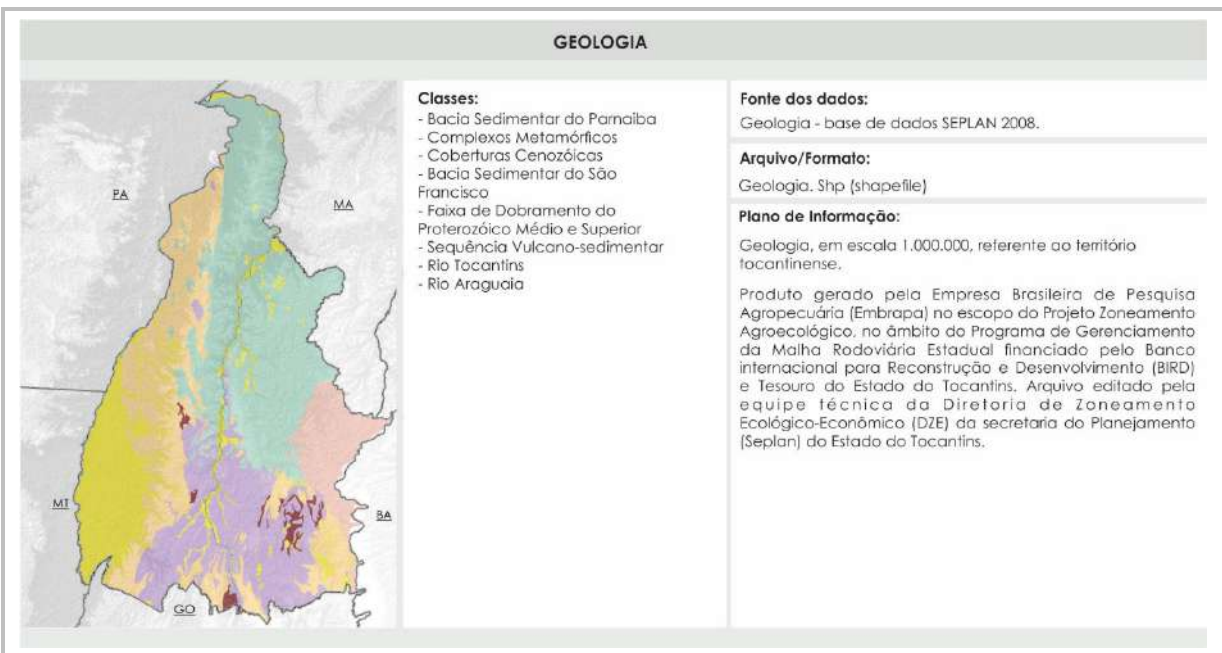 GEOLOGIA
PA
MA
MT
BA
GO
Classes:
- Bacia Sedimentar do Parnaiba
- Complexos Metamórficos
- Coberturas Cenozóicas
- Bacia Sedimentar do São
Francisco
- Faixa de Dobramento do
Proterozóico Médio e Superior
- Sequência Vulcano-sedimentar
- Rio Tocantins
- Rio Araguaia
Fonte dos dados:
Geologia - base de dados SEPLAN 2008.
Arquivo/Formato:
Geologia. Shp (shapefile)
Plano de Informação:
Geologia, em escala 1.000.000, referente ao território
tocantinense.
Produto gerado pela Empresa Brasileira de Pesquisa
Agropecuária (Embrapa) no escopo do Projeto Zoneamento
Agroecológico, no âmbito do Programa de Gerenciamento
da Malha Rodoviária Estadual financiado pelo Banco
internacional para Reconstrução e Desenvolvimento (BIRD)
e Tesouro do Estado do Tocantins. Arquivo editado pela
equipe técnica da Diretoria de Zoneamento
Ecológico-Econômico (DZE) da secretaria do Planejamento
(Seplan) do Estado do Tocantins.